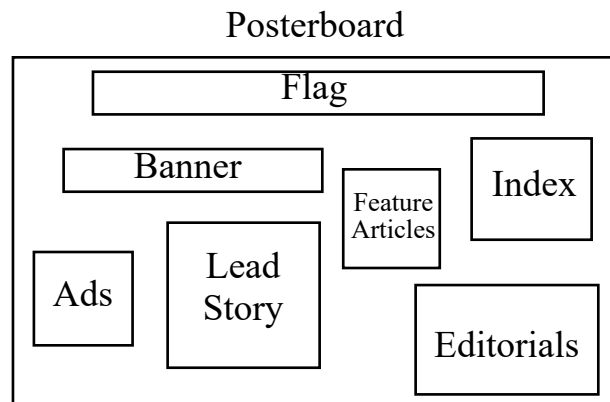 Posterboard
Flag
Banner
Index
Feature
Articles
Ads
Lead
Story
Editorials